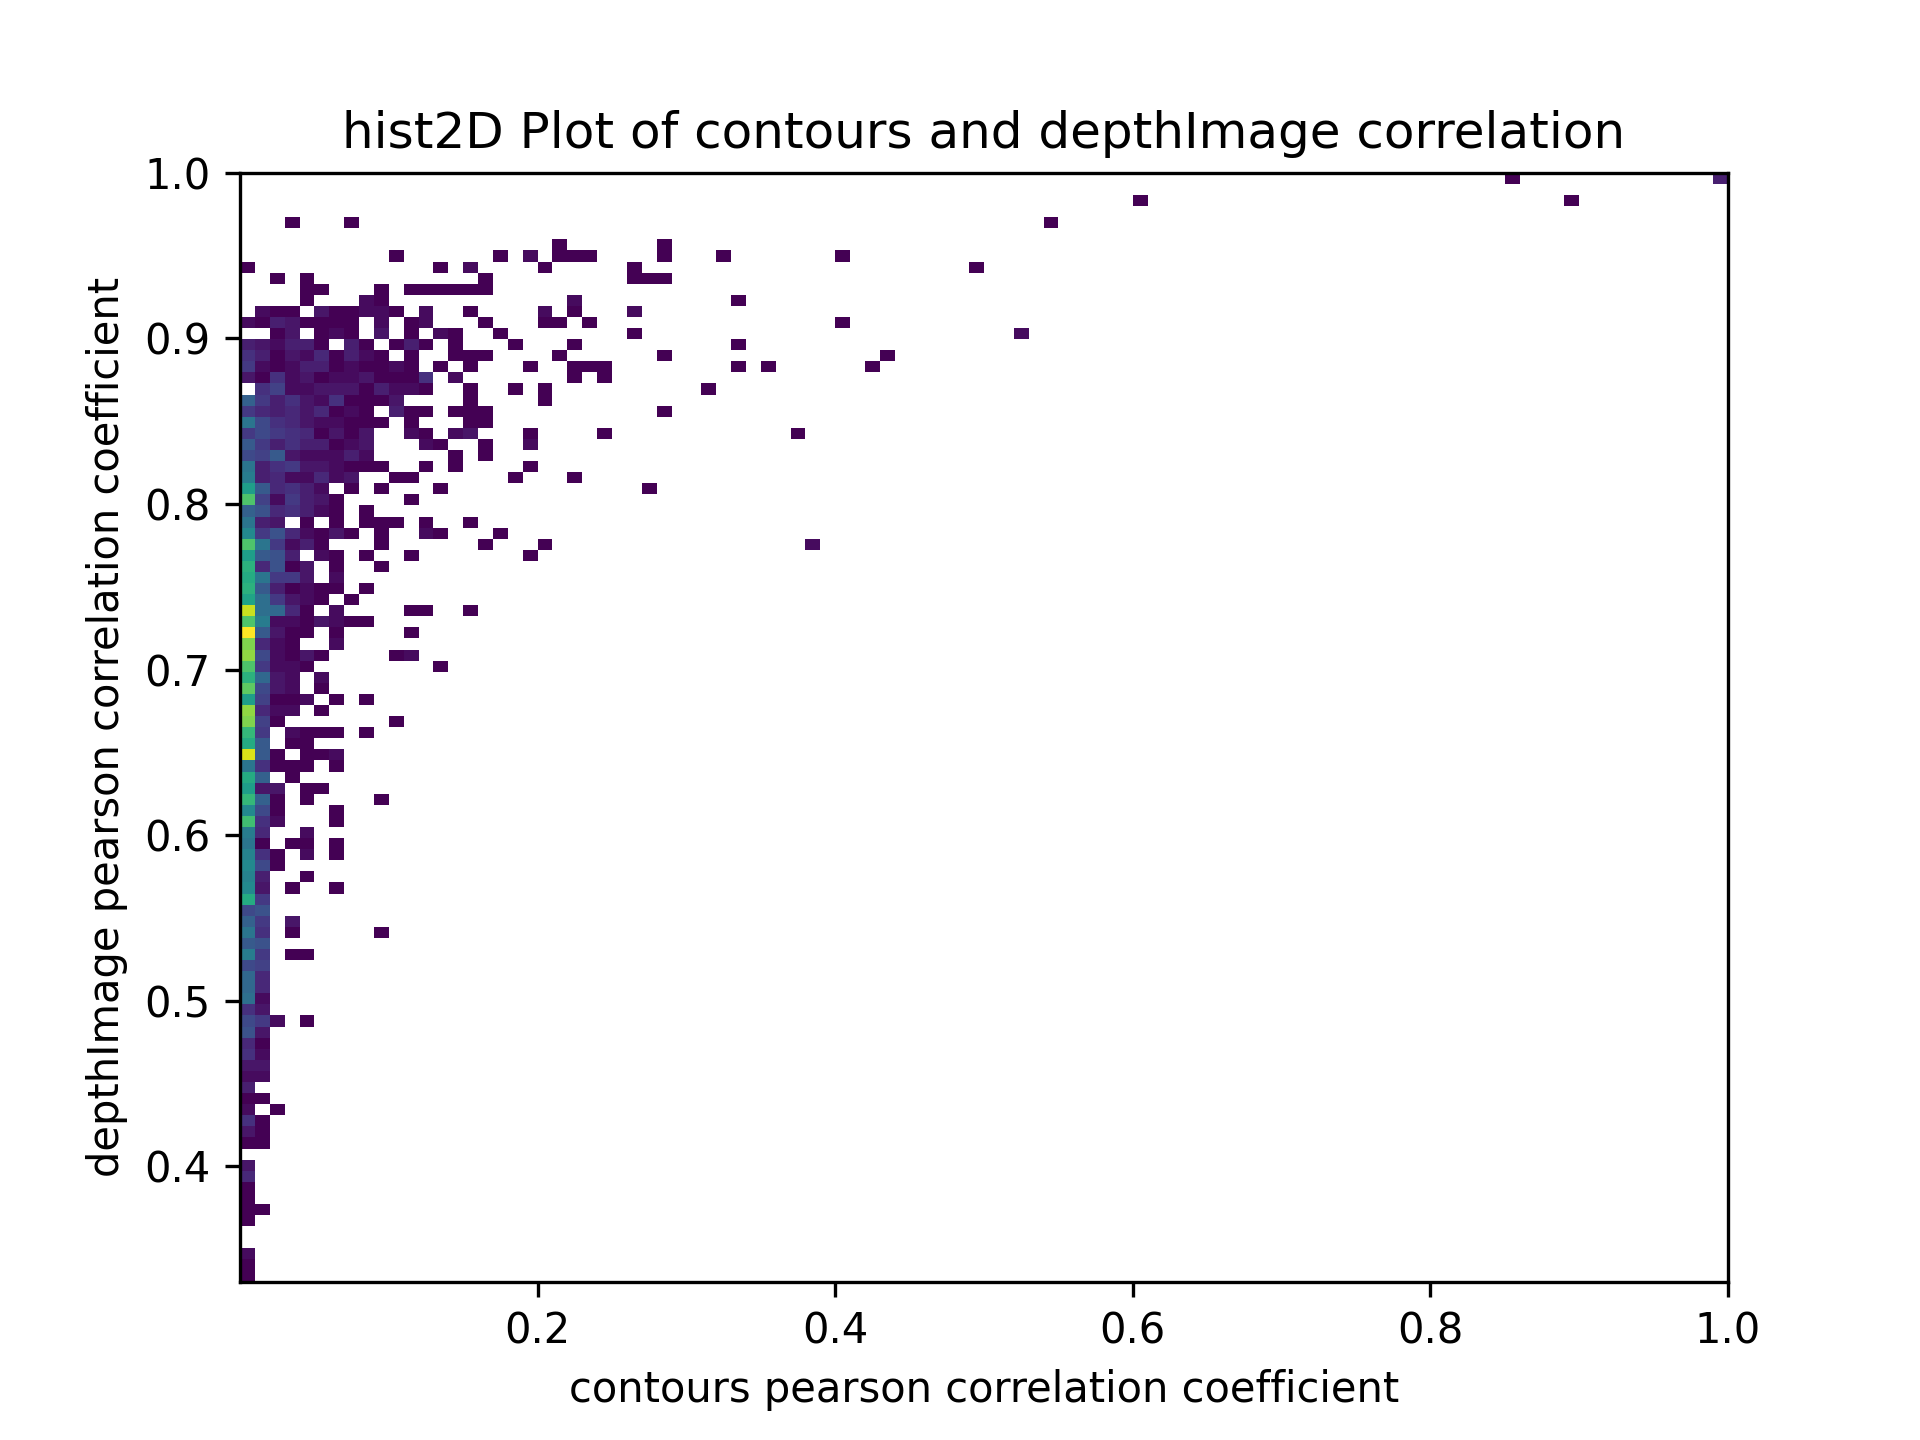 hist2D Plot of contours and depthImage correlation
1.0
0.9
0.8
0.7
0.6
0.5
0.4
depthImage pearson correlation coefficient
0.2 0.4 0.6 0.8 1.0
contours pearson correlation coefficient